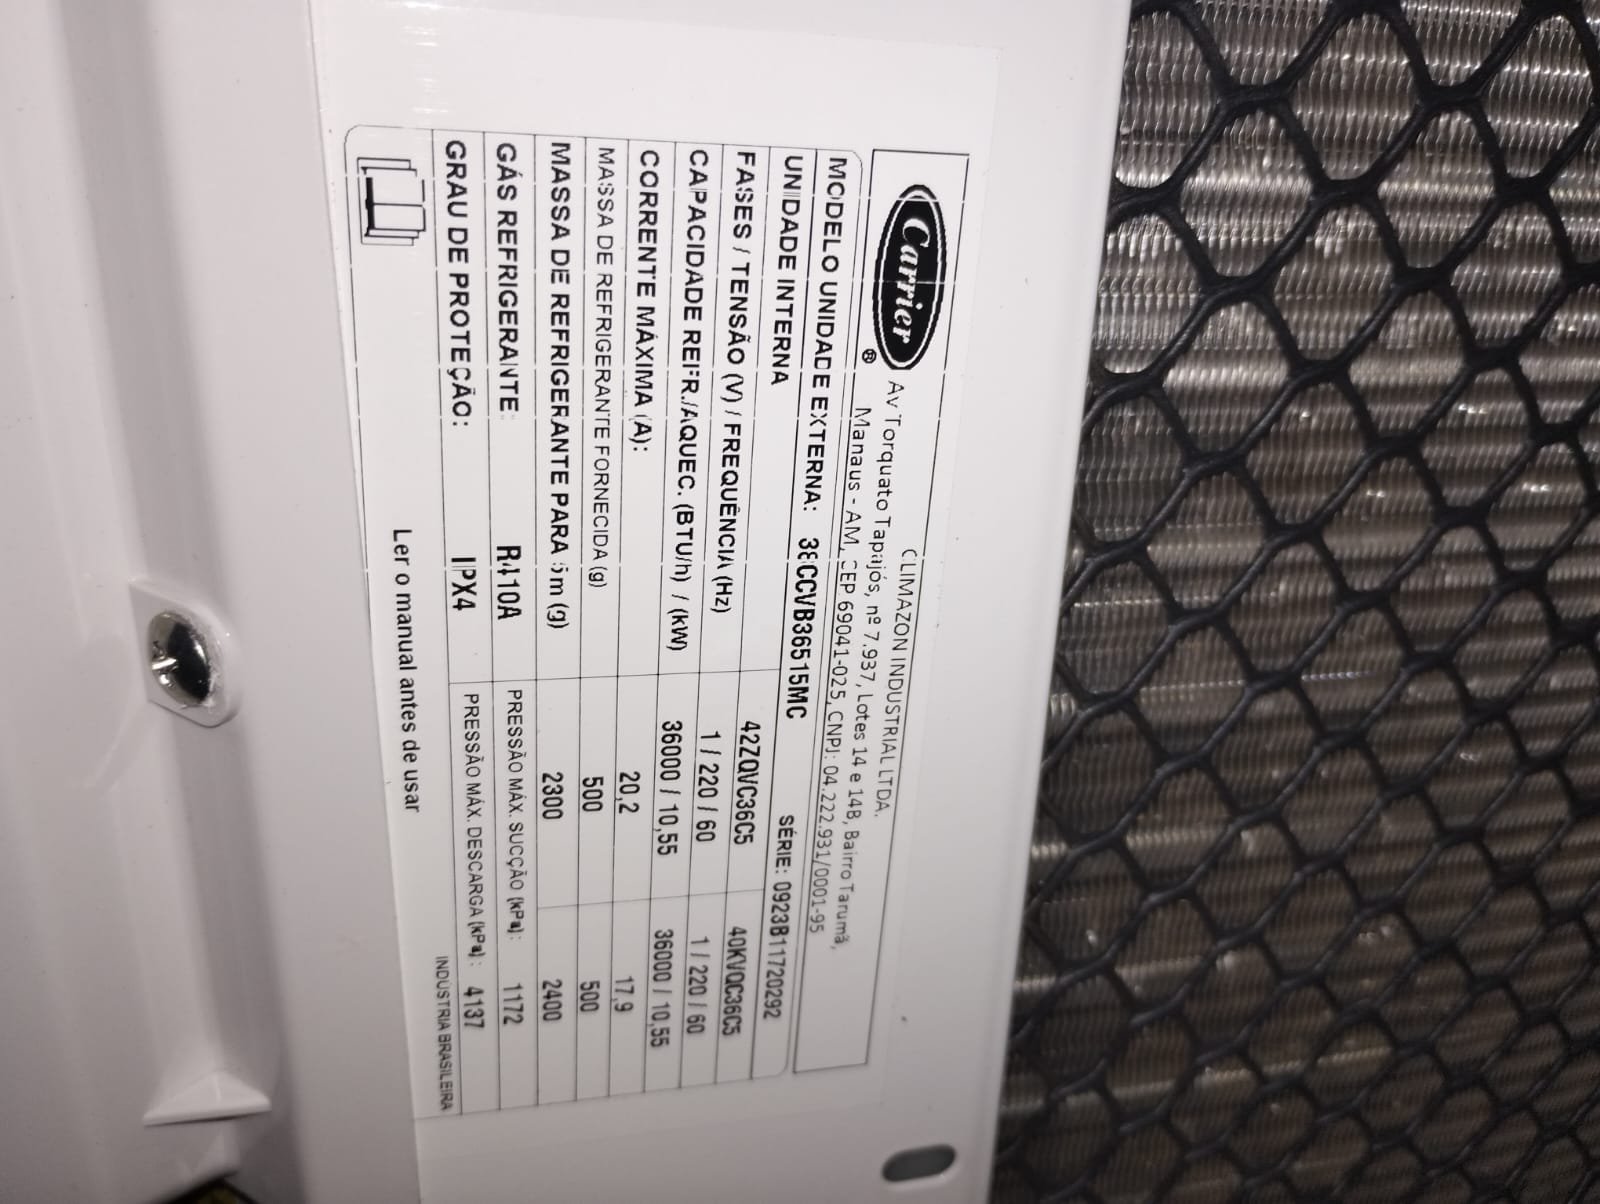 Carrier®
CLIMAZON INDUSTRIAL LTDA.
Av Torquato Tapajós, nº 7.937, Lotes 14 e 14B, Bairro Tarumã,
Manaus - AM, CEP 69041-025, CNPJ: 04.222.931/0001-95
MODELO UNIDADE EXTERNA: 38CCVB36515MC SÉRIE: 0923B11720292
UNIDADE INTERNA 42ZQVC36C5 40KVQC36C5
FASES / TENSÃO (V) / FREQUÊNCIA (Hz) 1 / 220 / 60 1 / 220 / 60
CAPACIDADE REFR./AQUEC. (BTU/h) / (kW) 36000 / 10,55 36000 / 10,55
CORRENTE MÁXIMA (A): 20,2 17,9
MASSA DE REFRIGERANTE FORNECIDA (g) 500 500
MASSA DE REFRIGERANTE PARA 5m (g) 2300 2400
GÁS REFRIGERANTE: R410A PRESSÃO MÁX. SUCÇÃO (kPa): 1172
GRAU DE PROTEÇÃO: IPX4 PRESSÃO MÁX. DESCARGA (kPa): 4137
INDÚSTRIA BRASILEIRA
Ler o manual antes de usar